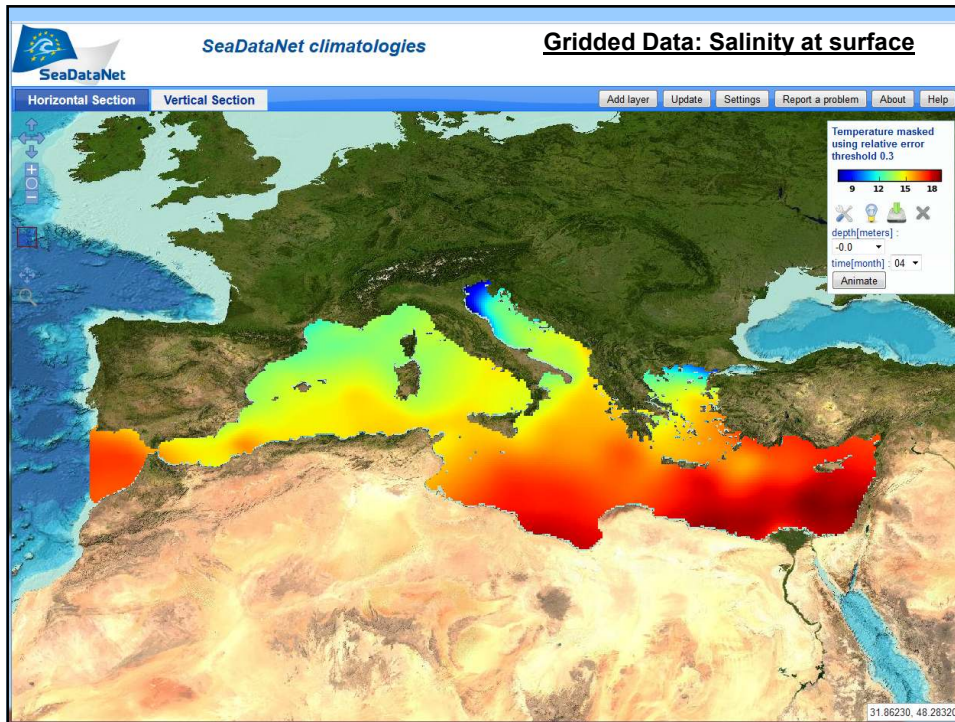 SeaDataNet climatologies
Gridded Data: Salinity at surface
SeaDataNet
Horizontal Section
Vertical Section
Add layer
Update
Settings
Report a problem
About
Help
Temperature masked
using relative error
threshold 0.3
9 12 15 18
depth[meters] :
-0.0
time[month] : 04
Animate
31.86230, 48.28320